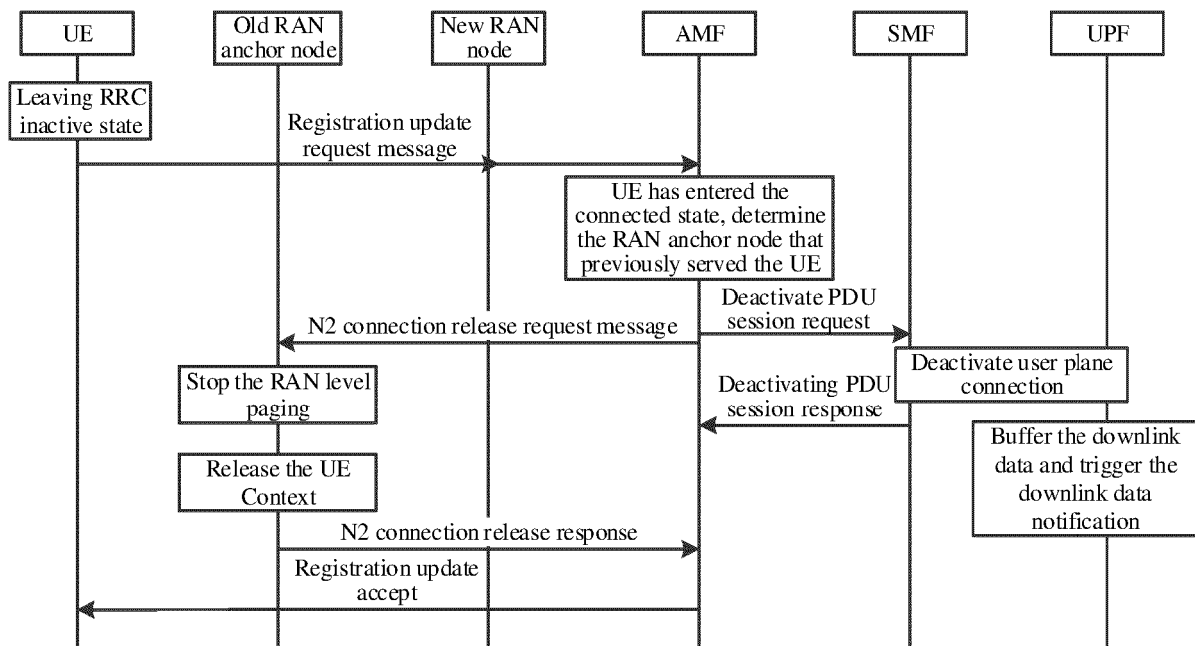 UE
Old RAN
anchor node
New RAN
node
AMF
SMF
UPF
Leaving RRC
inactive state
Registration update
request message
UE has entered the
connected state, determine
the RAN anchor node that
previously served the UE
Deactivate PDU
session request
N2 connection release request message
Deactivate user plane
connection
Stop the RAN level
paging
Deactivating PDU
session response
Buffer the downlink
data and trigger the
downlink data
notification
Release the UE
Context
N2 connection release response
Registration update
accept